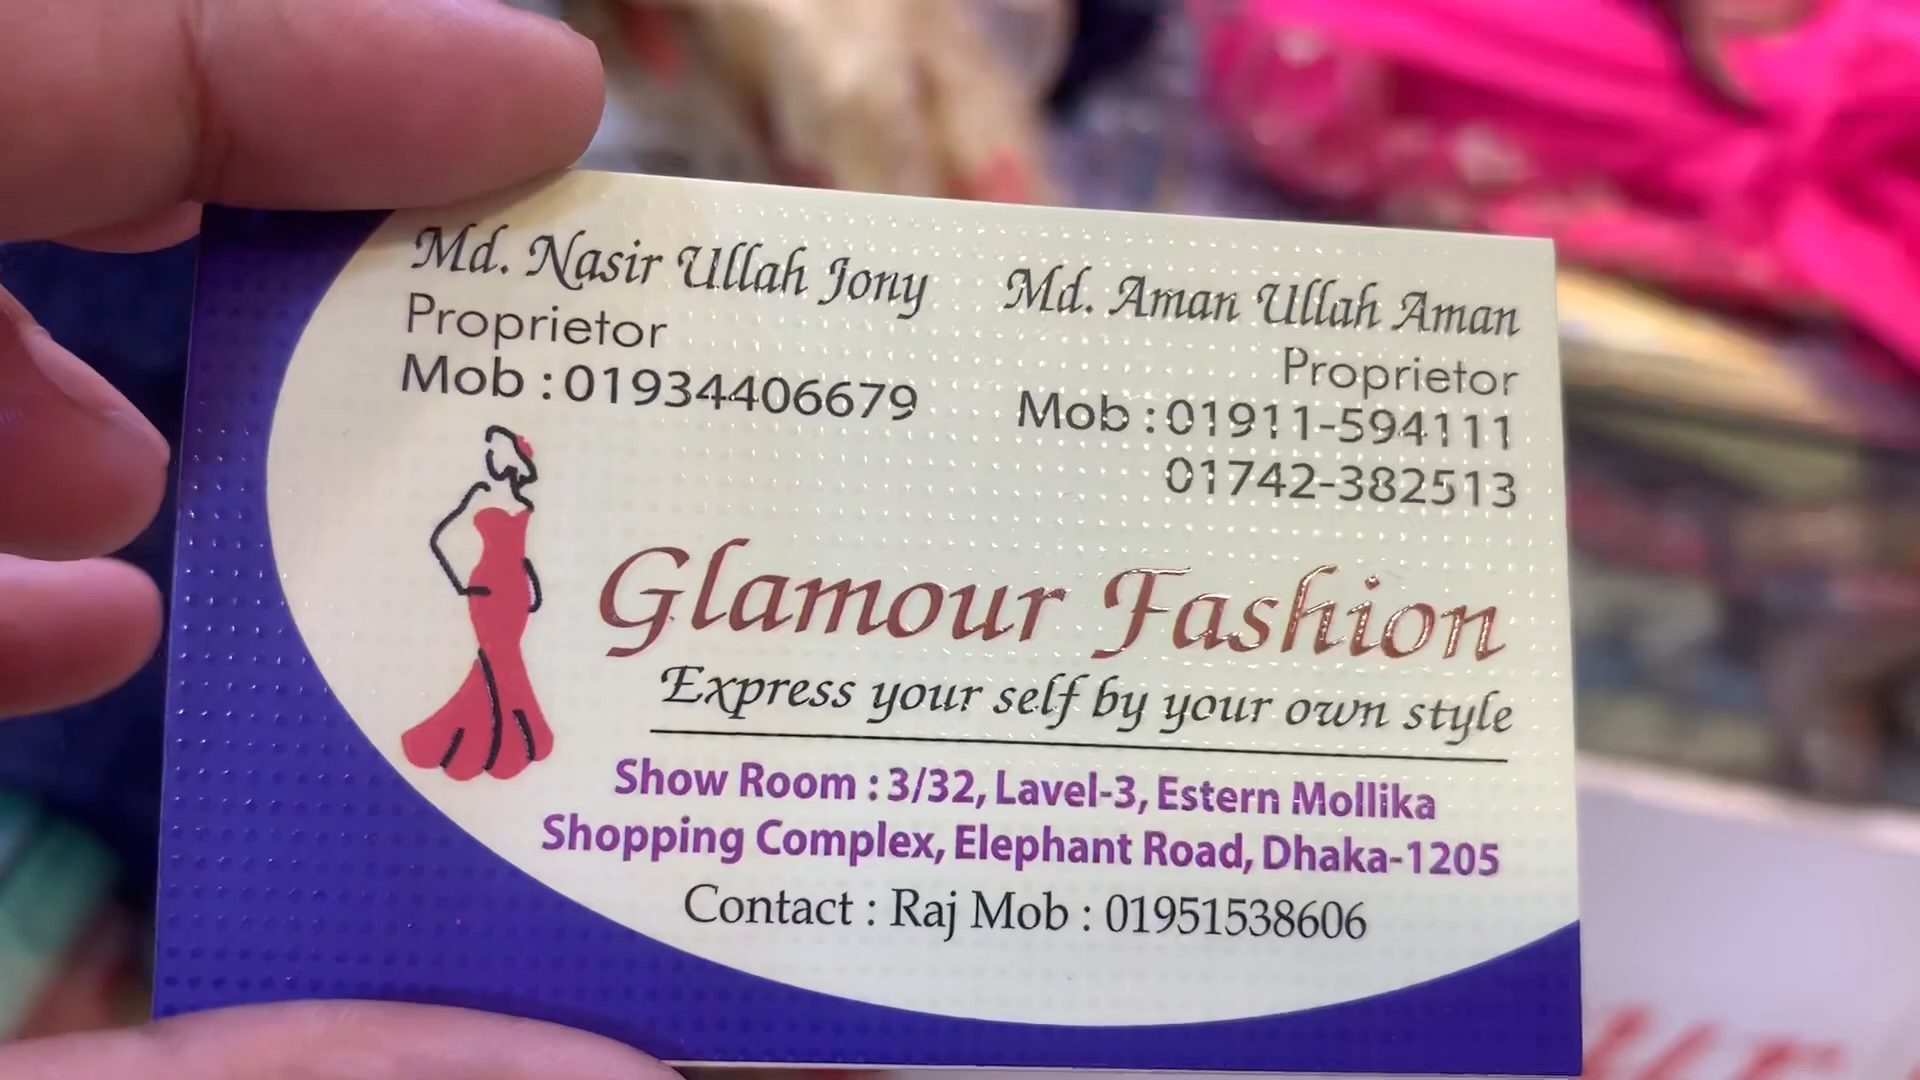 Md. Nasir Ullah Jony
Proprietor
Mob : 01934406679
Md. Aman Ullah Aman
Proprietor
Mob : 01911-594111
01742-382513
Glamour Fashion
Express your self by your own style
Show Room : 3/32, Lavel-3, Estern Mollika
Shopping Complex, Elephant Road, Dhaka-1205
Contact : Raj Mob : 01951538606